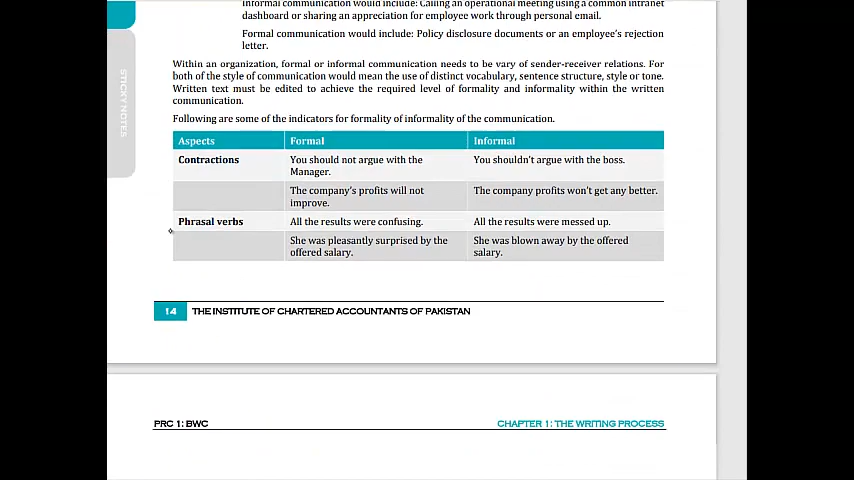 Informal communication would include: Calling an operational meeting using a common intranet
dashboard or sharing an appreciation for employee work through personal email.
Formal communication would include: Policy disclosure documents or an employee's rejection
letter.
Within an organization, formal or informal communication needs to be vary of sender-receiver relations. For
both of the style of communication would mean the use of distinct vocabulary, sentence structure, style or tone.
Written text must be edited to achieve the required level of formality and informality within the written
communication.
Following are some of the indicators for formality of informality of the communication.
Aspects Formal Informal
Contractions You should not argue with the You shouldn't argue with the boss.
Manager.
The company's profits will not The company profits won't get any better.
improve.
Phrasal verbs All the results were confusing. All the results were messed up.
She was pleasantly surprised by the She was blown away by the offered
offered salary. salary.
14 THE INSTITUTE OF CHARTERED ACCOUNTANTS OF PAKISTAN
PRC 1: BWC CHAPTER 1: THE WRITING PROCESS
STICKY NOTES